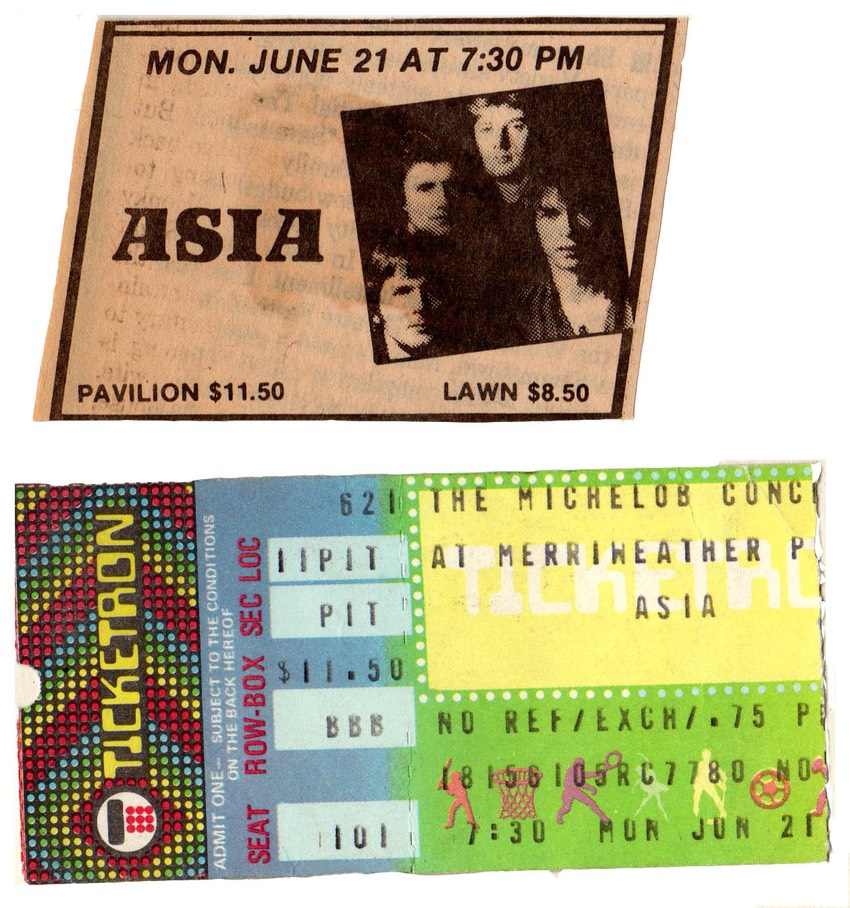 MON. JUNE 21 AT 7:30 PM
ASIA
PAVILION $11.50 LAWN $8.50
TICKETRON
ADMIT ONE— SUBJECT TO THE CONDITIONS
ON THE BACK HEREOF
SEAT ROW-BOX SEC LOC
621
11PIT
PIT
$11.50
BBB
101
THE MICHELOB CONC
AT MERRIWEATHER P
TICKETRO
ASIA
NO REF/EXCH/.75 P
NO
7:30 MON JUN 21